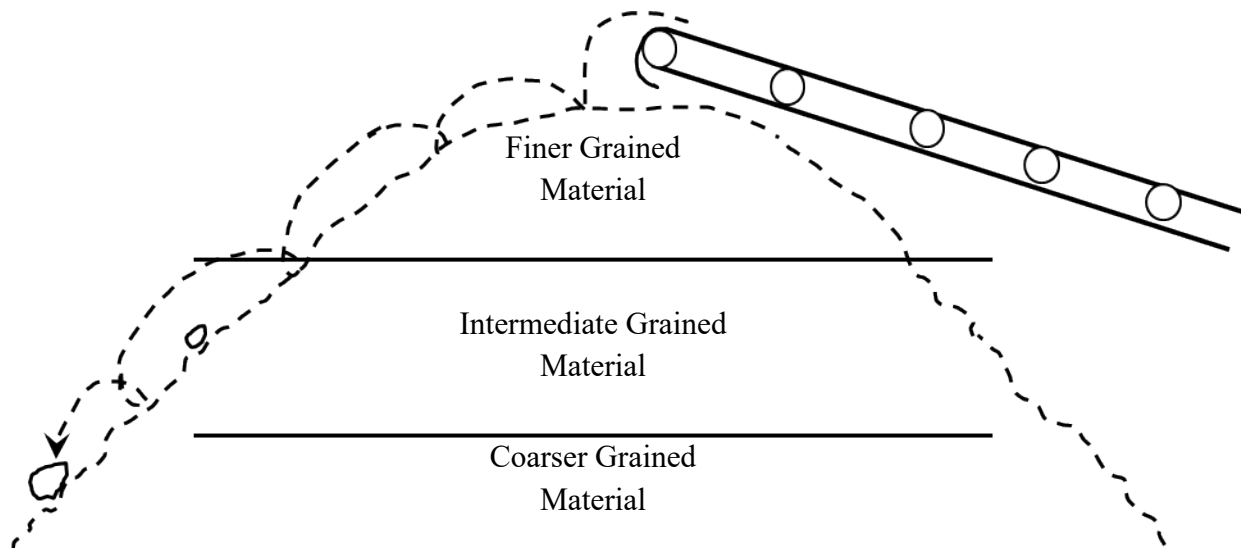 Finer Grained
Material
Intermediate Grained
Material
Coarser Grained
Material